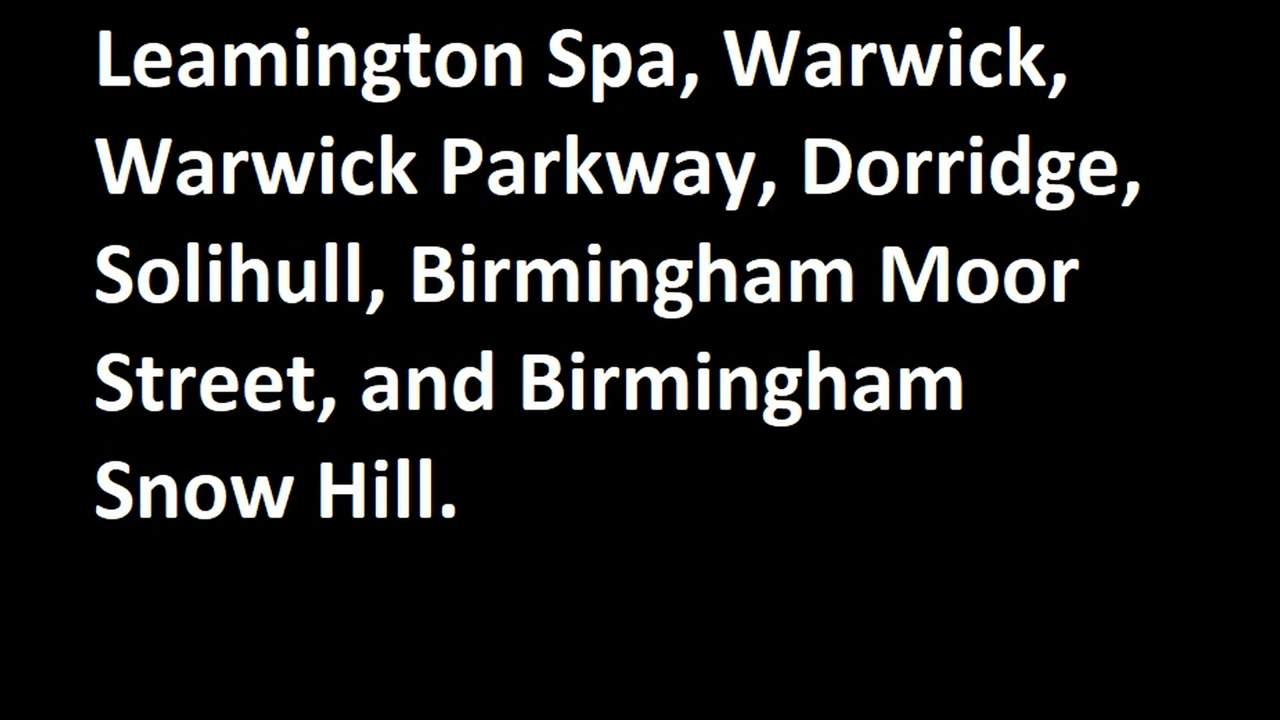 Leamington Spa, Warwick,
Warwick Parkway, Dorridge,
Solihull, Birmingham Moor
Street, and Birmingham
Snow Hill.